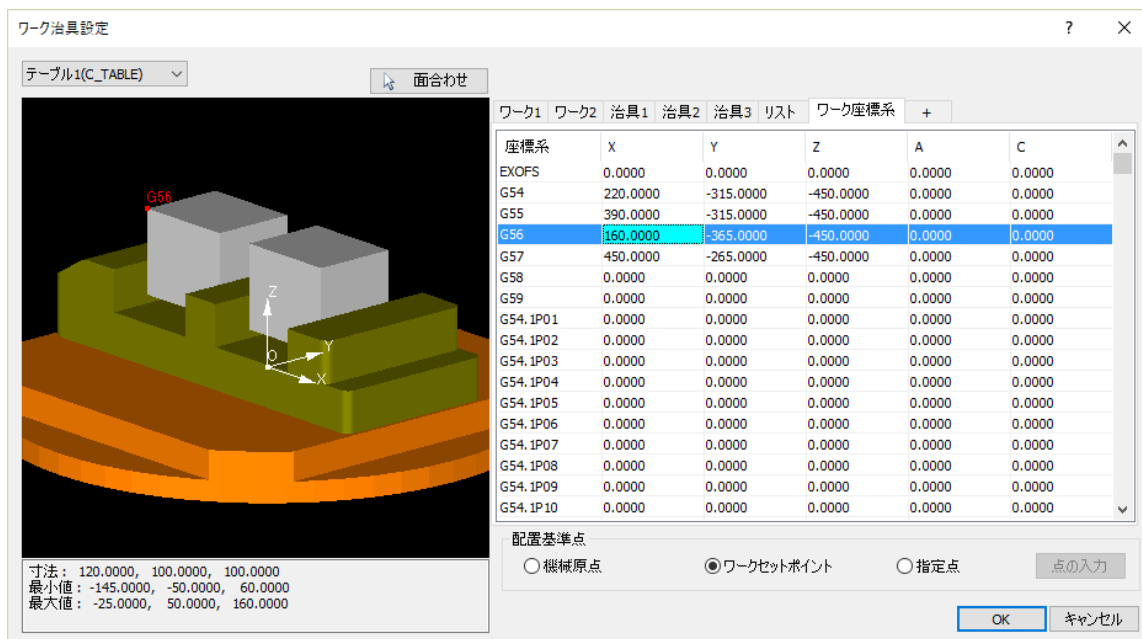 ワーク治具設定 ? ×
テーブル1(C_TABLE)
面合わせ
ワーク1 ワーク2 治具1 治具2 治具3 リスト ワーク座標系 +
座標系 X Y Z A C
EXOFS 0.0000 0.0000 0.0000 0.0000 0.0000
G54 220.0000 -315.0000 -450.0000 0.0000 0.0000
G55 390.0000 -315.0000 -450.0000 0.0000 0.0000
G56 160.0000 -365.0000 -450.0000 0.0000 0.0000
G57 450.0000 -265.0000 -450.0000 0.0000 0.0000
G58 0.0000 0.0000 0.0000 0.0000 0.0000
G59 0.0000 0.0000 0.0000 0.0000 0.0000
G54.1P01 0.0000 0.0000 0.0000 0.0000 0.0000
G54.1P02 0.0000 0.0000 0.0000 0.0000 0.0000
G54.1P03 0.0000 0.0000 0.0000 0.0000 0.0000
G54.1P04 0.0000 0.0000 0.0000 0.0000 0.0000
G54.1P05 0.0000 0.0000 0.0000 0.0000 0.0000
G54.1P06 0.0000 0.0000 0.0000 0.0000 0.0000
G54.1P07 0.0000 0.0000 0.0000 0.0000 0.0000
G54.1P08 0.0000 0.0000 0.0000 0.0000 0.0000
G54.1P09 0.0000 0.0000 0.0000 0.0000 0.0000
G54.1P10 0.0000 0.0000 0.0000 0.0000 0.0000
G56
Z
Y
O
X
配置基準点
機械原点 ワークセットポイント 指定点 点の入力
寸法: 120.0000, 100.0000, 100.0000
最小値: -145.0000, -50.0000, 60.0000
最大値: -25.0000, 50.0000, 160.0000
OK キャンセル